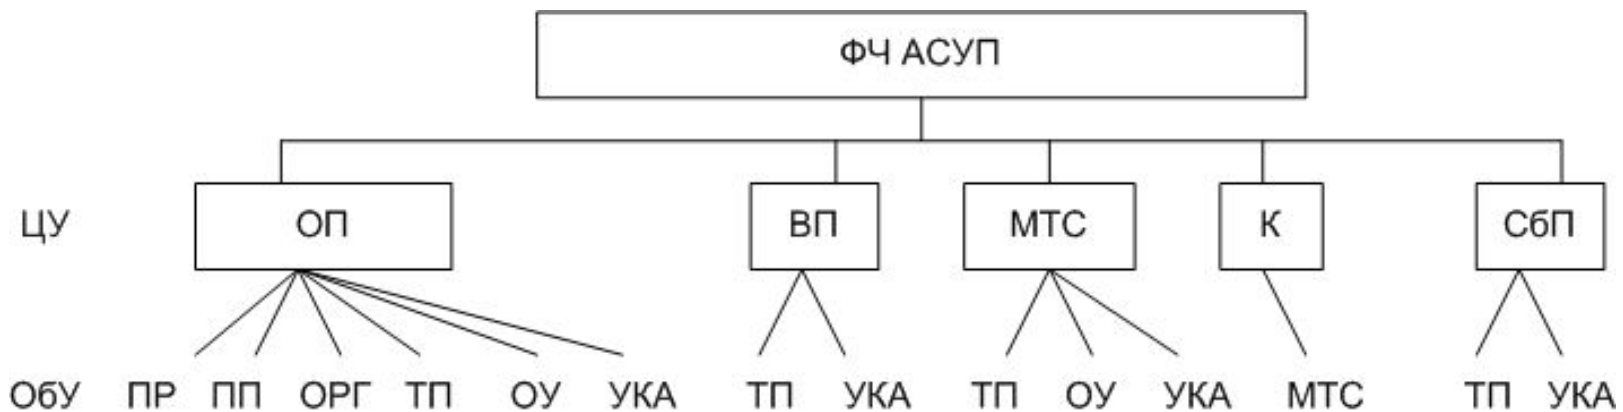 ФЧ АСУП
ЦУ ОП ВП МТС К СбП
ОбУ ПР ПП ОРГ ТП ОУ УКА ТП УКА ТП ОУ УКА МТС ТП УКА